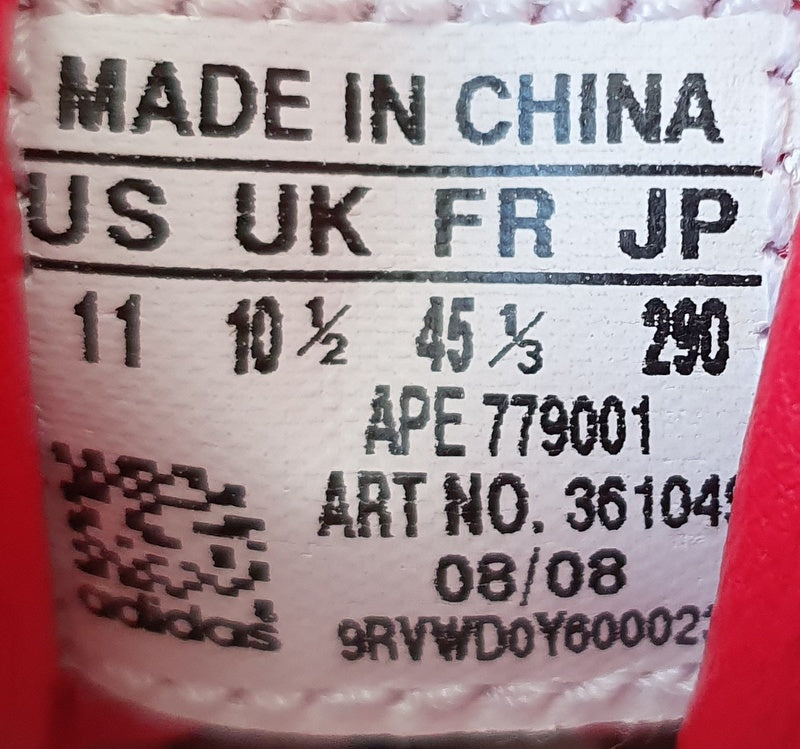 MADE IN CHINA
US UK FR JP
11 10 ½ 45 ⅓ 290
APE 779001
ART NO. 361049
08/08
adidas